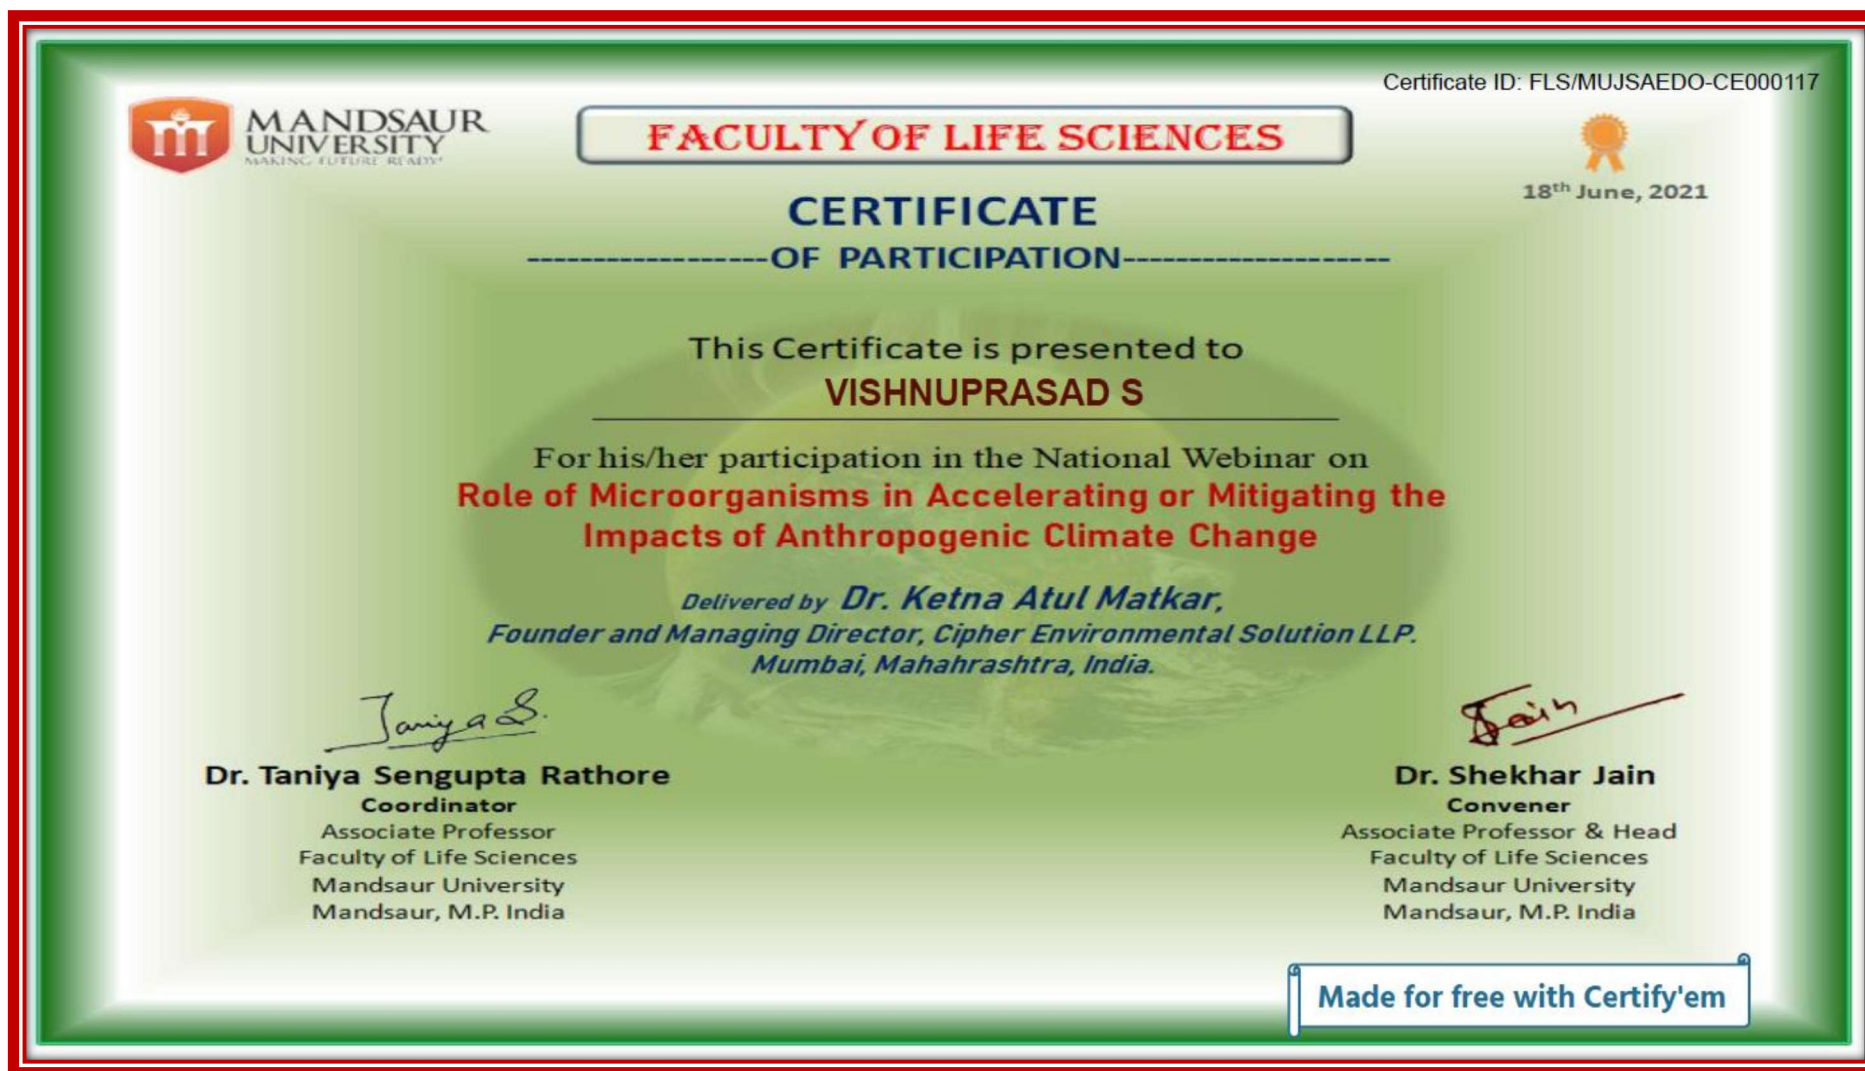 Certificate ID: FLS/MUJSAEDO-CE000117
MANDSAUR
UNIVERSITY
MAKING FUTURE READY*
FACULTY OF LIFE SCIENCES
18th June, 2021
CERTIFICATE
------------------OF PARTICIPATION--------------------
This Certificate is presented to
VISHNUPRASAD S
For his/her participation in the National Webinar on
Role of Microorganisms in Accelerating or Mitigating the
Impacts of Anthropogenic Climate Change
Delivered by Dr. Ketna Atul Matkar,
Founder and Managing Director, Cipher Environmental Solution LLP.
Mumbai, Mahahrashtra, India.
Taniya S.
Dr. Taniya Sengupta Rathore
Coordinator
Associate Professor
Faculty of Life Sciences
Mandsaur University
Mandsaur, M.P. India
SJain
Dr. Shekhar Jain
Convener
Associate Professor & Head
Faculty of Life Sciences
Mandsaur University
Mandsaur, M.P. India
Made for free with Certify'em